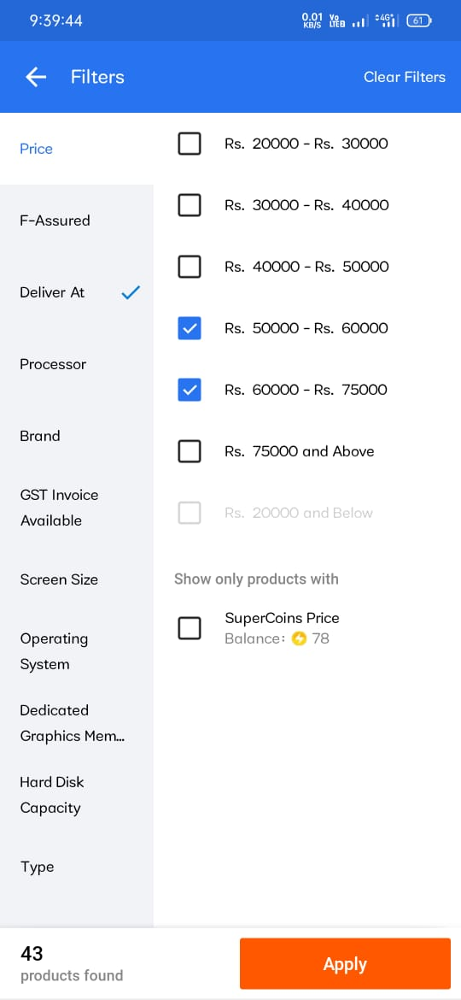 9:39:44
0.01
KB/S
Vo
LTE2
4G+
61
Filters
Clear Filters
Price
F-Assured
Deliver At
Processor
Brand
GST Invoice
Available
Screen Size
Operating
System
Dedicated
Graphics Mem...
Hard Disk
Capacity
Type
Rs. 20000 - Rs. 30000
Rs. 30000 - Rs. 40000
Rs. 40000 - Rs. 50000
Rs. 50000 - Rs. 60000
Rs. 60000 - Rs. 75000
Rs. 75000 and Above
Rs. 20000 and Below
Show only products with
SuperCoins Price
Balance: 78
43
products found
Apply